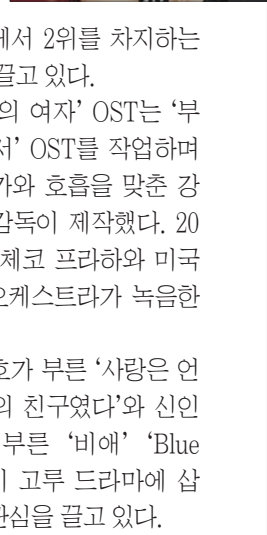 에서 2위를 차지하는
끌고 있다.
의 여자’ OST는 ‘부
서’ OST를 작업하며
가와 호흡을 맞춘 강
감독이 제작했다. 20
체코 프라하와 미국
오케스트라가 녹음한
호가 부른 ‘사랑은 언
의 친구였다’와 신인
부른 ‘비애’ ‘Blue
이 고루 드라마에 삽
관심을 끌고 있다.